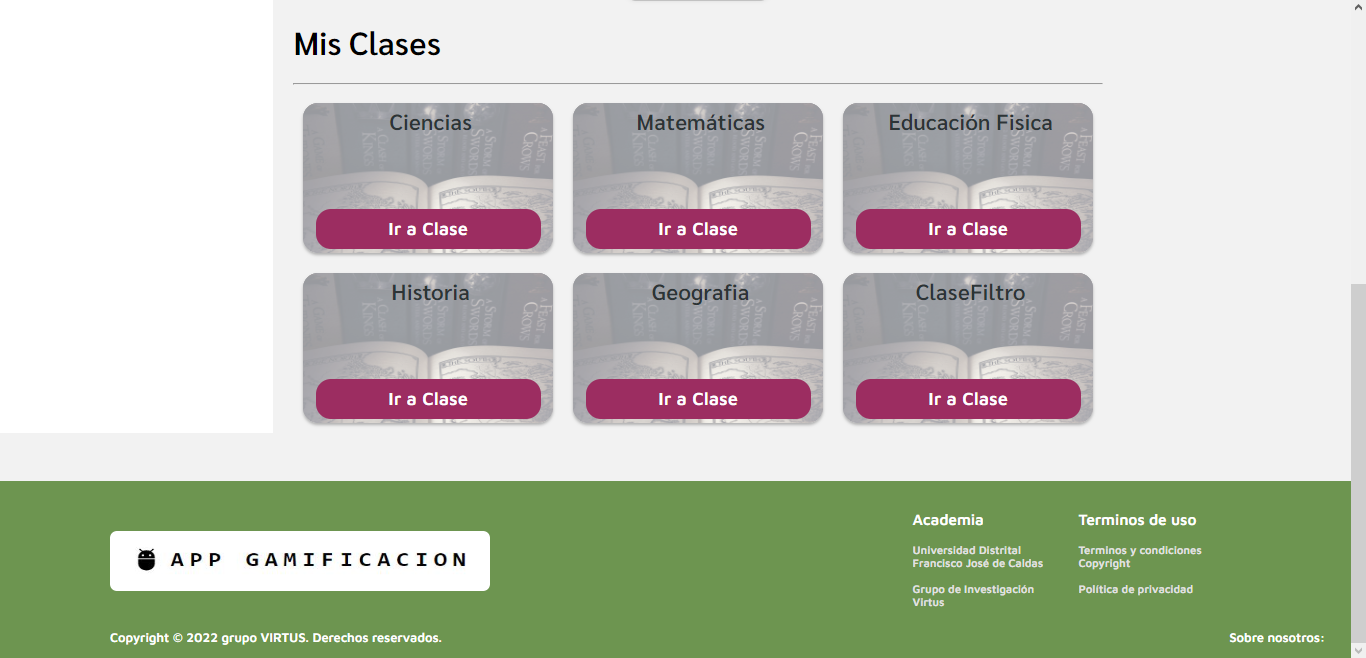 Mis Clases
Ciencias
Matemáticas
Educación Fisica
Ir a Clase
Ir a Clase
Ir a Clase
Historia
Geografia
ClaseFiltro
Ir a Clase
Ir a Clase
Ir a Clase
APP GAMIFICACION
Academia
Universidad Distrital
Francisco José de Caldas
Grupo de Investigación
Virtus
Terminos de uso
Terminos y condiciones
Copyright
Política de privacidad
Copyright © 2022 grupo VIRTUS. Derechos reservados.
Sobre nosotros: